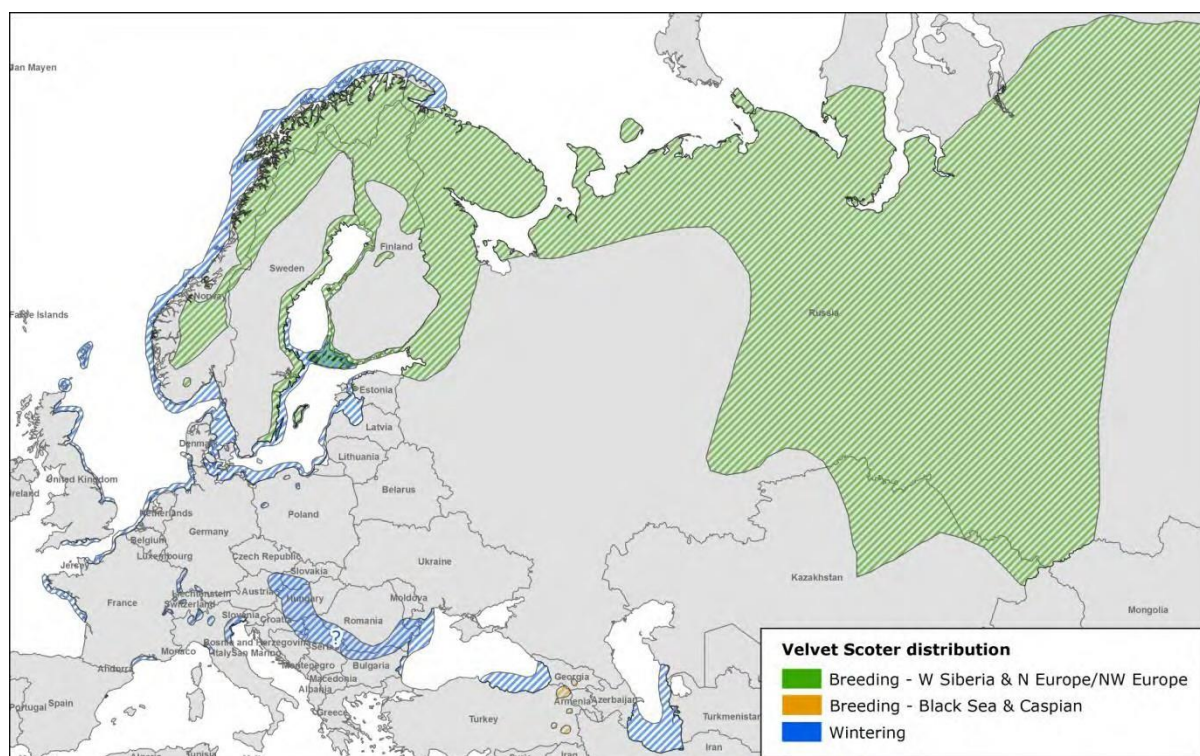 Jan Mayen
Finland
Sweden
Norway
Russia
Faroe Islands
Estonia
Latvia
Denmark
Lithuania
United Kingdom
Ireland
Belarus
Netherlands
Poland
Germany
Belgium
Luxembourg
Czech Republic
Ukraine
Jersey
Slovakia
Kazakhstan
Liechtenstein
Austria
Hungary
Moldova
Mongolia
France
Switzerland
Slovenia
Romania
Croatia
?
Bosnia and Herzegovina
Serbia
Monaco
Italy
San Marino
Andorra
Montenegro
Bulgaria
Georgia
Macedonia
Albania
Armenia
Azerbaijan
Portugal
Spain
Turkey
Turkmenistan
Greece
Iran
Velvet Scoter distribution
Breeding - W Siberia & N Europe/NW Europe
Breeding - Black Sea & Caspian
Wintering